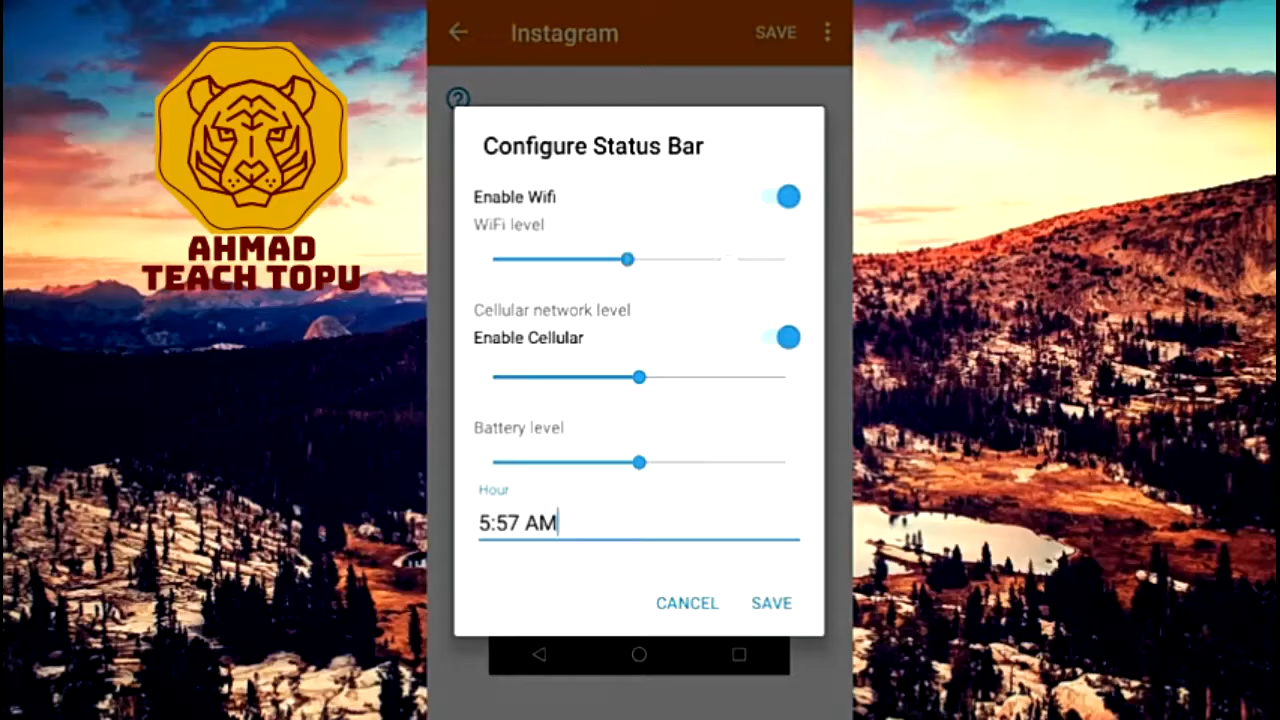 AHMAD
TEACH TOPU
Instagram
SAVE
Configure Status Bar
Enable Wifi
WiFi level
Cellular network level
Enable Cellular
Battery level
Hour
5:57 AM
CANCEL
SAVE